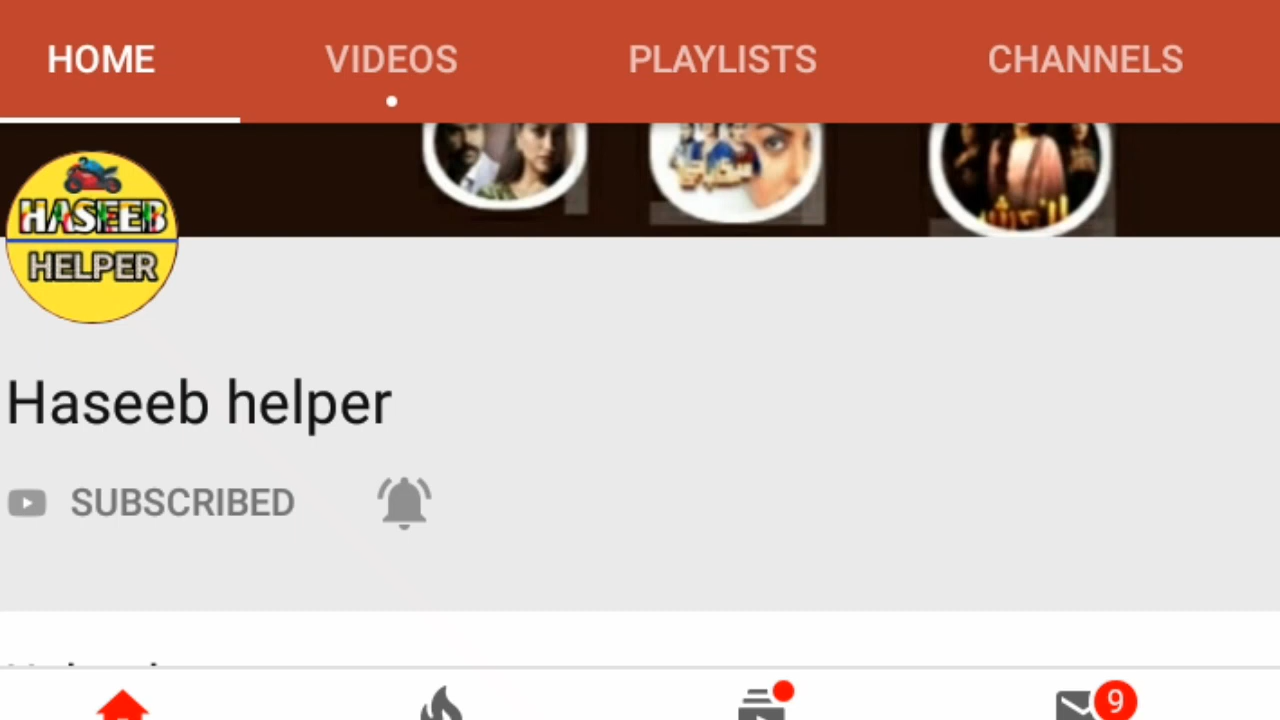 HOME VIDEOS PLAYLISTS CHANNELS
HASEEB
HELPER
Haseeb helper
SUBSCRIBED
9